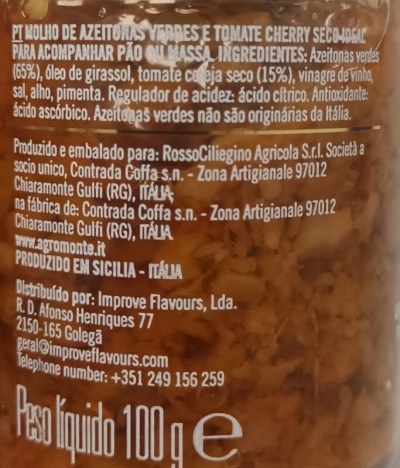 PT MOLHO DE AZEITONAS VERDES E TOMATE CHERRY SECO IDEAL
PARA ACOMPANHAR PÃO OU MASSA. INGREDIENTES: Azeitonas verdes
(65%), óleo de girassol, tomate cereja seco (15%), vinagre de vinho,
sal, alho, pimenta. Regulador de acidez: ácido cítrico. Antioxidante:
ácido ascórbico. Azeitonas verdes não são originárias da Itália.
Produzido e embalado para: RossoCiliegino Agricola S.r.l. Società a
socio unico, Contrada Coffa s.n. - Zona Artigianale 97012
Chiaramonte Gulfi (RG), ITÁLIA;
na fábrica de: Contrada Coffa s.n. - Zona Artigianale 97012
Chiaramonte Gulfi (RG), ITÁLIA
www.agromonte.it
PRODUZIDO EM SICILIA - ITÁLIA
Distribuído por: Improve Flavours, Lda.
R. D. Afonso Henriques 77
2150-165 Golegã
geral@improveflavours.com
Telephone number: +351 249 156 259
Peso líquido 100 g e